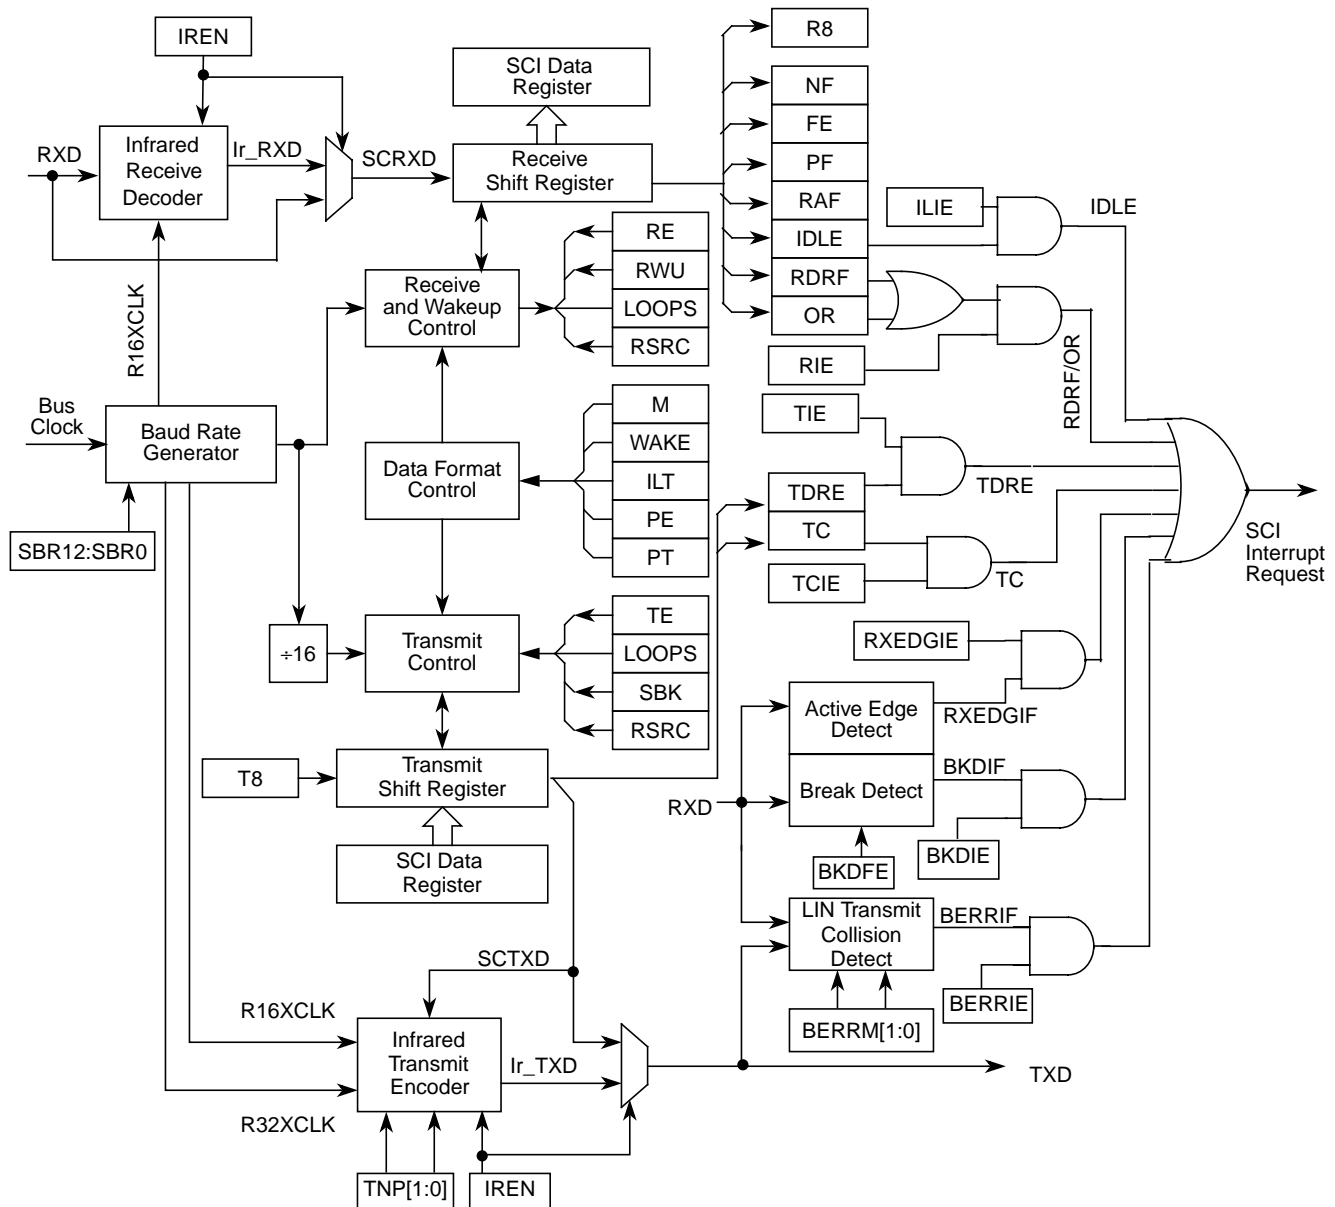 IREN
SCI Data
Register
R8
NF
FE
PF
RAF
IDLE
RDRF
OR
RXD
Infrared
Receive
Decoder
Ir_RXD
SCRXD
Receive
Shift Register
ILIE
IDLE
R16XCLK
Receive
and Wakeup
Control
RE
RWU
LOOPS
RSRC
RIE
RDRF/OR
Bus
Clock
Baud Rate
Generator
SBR12:SBR0
Data Format
Control
M
WAKE
ILT
PE
PT
TIE
TDRE
TC
TCIE
TDRE
TC
SCI
Interrupt
Request
÷16
Transmit
Control
TE
LOOPS
SBK
RSRC
RXEDGIE
Active Edge
Detect
RXEDGIF
T8
Transmit
Shift Register
RXD
Break Detect
BKDIF
BKDIE
BKDFE
SCI Data
Register
LIN Transmit
Collision
Detect
BERRIF
BERRIE
BERRM[1:0]
SCTXD
R16XCLK
Infrared
Transmit
Encoder
Ir_TXD
R32XCLK
TXD
TNP[1:0]
IREN